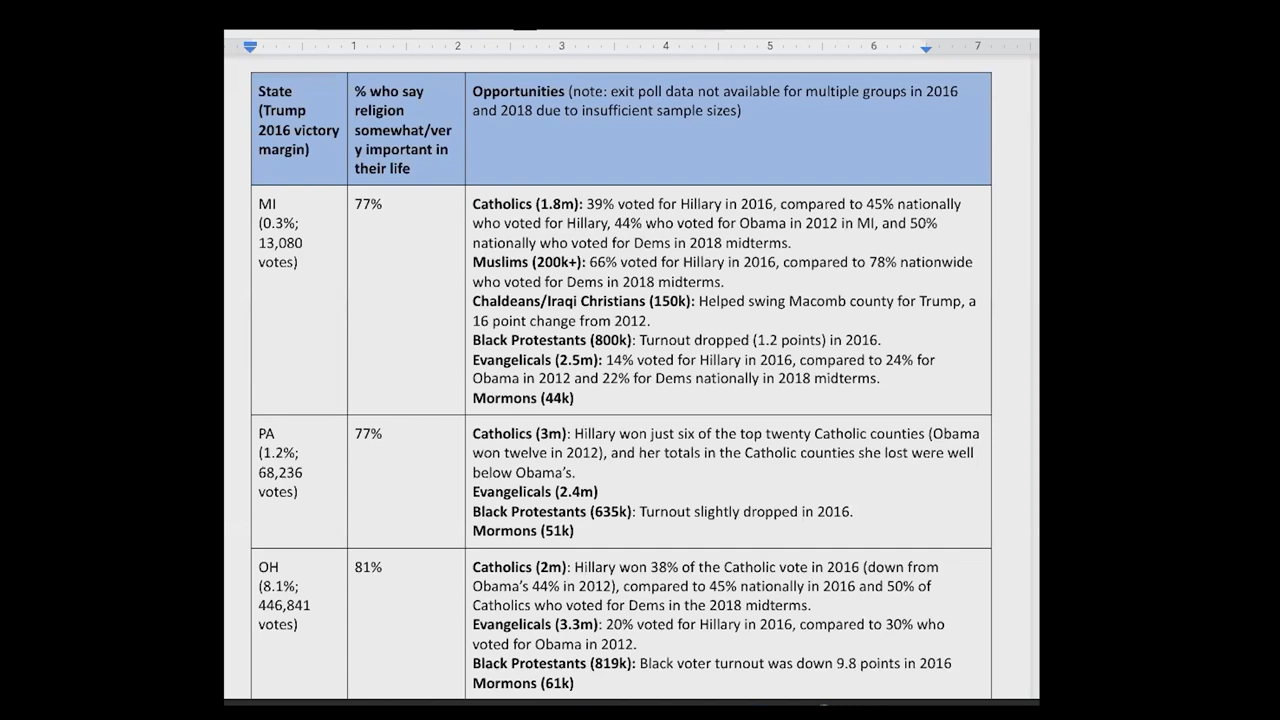 1 2 3 4 5 6 7
State
(Trump
2016 victory
margin)
% who say
religion
somewhat/ver
y important in
their life
Opportunities (note: exit poll data not available for multiple groups in 2016
and 2018 due to insufficient sample sizes)
MI
(0.3%;
13,080
votes)
77%
Catholics (1.8m): 39% voted for Hillary in 2016, compared to 45% nationally
who voted for Hillary, 44% who voted for Obama in 2012 in MI, and 50%
nationally who voted for Dems in 2018 midterms.
Muslims (200k+): 66% voted for Hillary in 2016, compared to 78% nationwide
who voted for Dems in 2018 midterms.
Chaldeans/Iraqi Christians (150k): Helped swing Macomb county for Trump, a
16 point change from 2012.
Black Protestants (800k): Turnout dropped (1.2 points) in 2016.
Evangelicals (2.5m): 14% voted for Hillary in 2016, compared to 24% for
Obama in 2012 and 22% for Dems nationally in 2018 midterms.
Mormons (44k)
PA
(1.2%;
68,236
votes)
77%
Catholics (3m): Hillary won just six of the top twenty Catholic counties (Obama
won twelve in 2012), and her totals in the Catholic counties she lost were well
below Obama's.
Evangelicals (2.4m)
Black Protestants (635k): Turnout slightly dropped in 2016.
Mormons (51k)
OH
(8.1%;
446,841
votes)
81%
Catholics (2m): Hillary won 38% of the Catholic vote in 2016 (down from
Obama's 44% in 2012), compared to 45% nationally in 2016 and 50% of
Catholics who voted for Dems in the 2018 midterms.
Evangelicals (3.3m): 20% voted for Hillary in 2016, compared to 30% who
voted for Obama in 2012.
Black Protestants (819k): Black voter turnout was down 9.8 points in 2016
Mormons (61k)